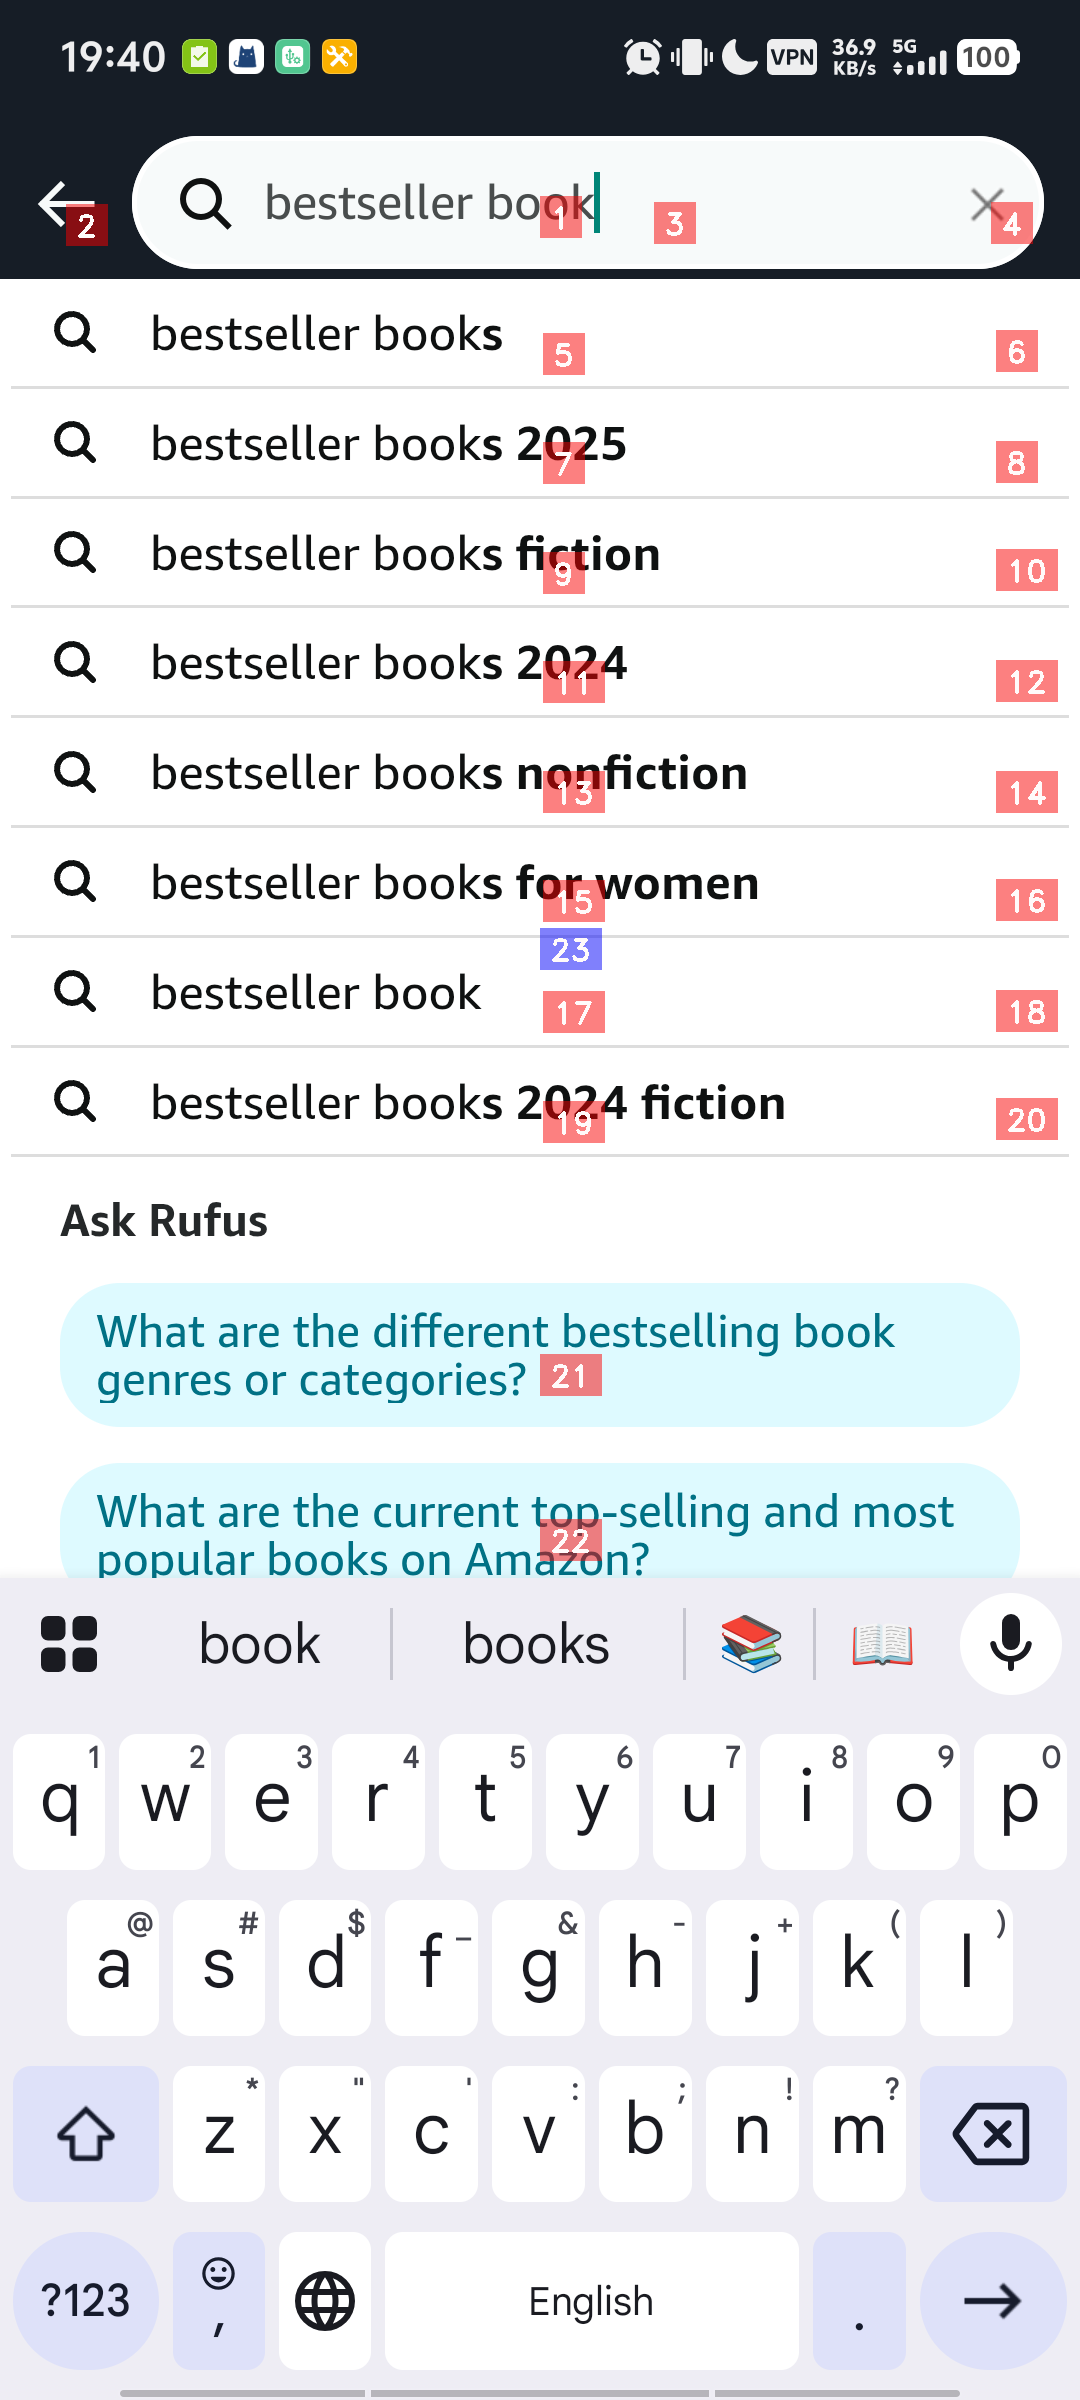 19:40 VPN 36.9 KB/s 5G 100
bestseller book
2 1 3 4
bestseller books
5 6
bestseller books 2025
7 8
bestseller books fiction
9 10
bestseller books 2024
11 12
bestseller books nonfiction
13 14
bestseller books for women
15 16
23
bestseller book
17 18
bestseller books 2024 fiction
19 20
Ask Rufus
What are the different bestselling book
genres or categories? 21
What are the current top-selling and most
22
popular books on Amazon?
book books
1 2 3 4 5 6 7 8 9 0
q w e r t y u i o p
@ # $ _ & - + ( )
a s d f g h j k l
* " ' : ; ! ?
z x c v b n m
?123 , English .